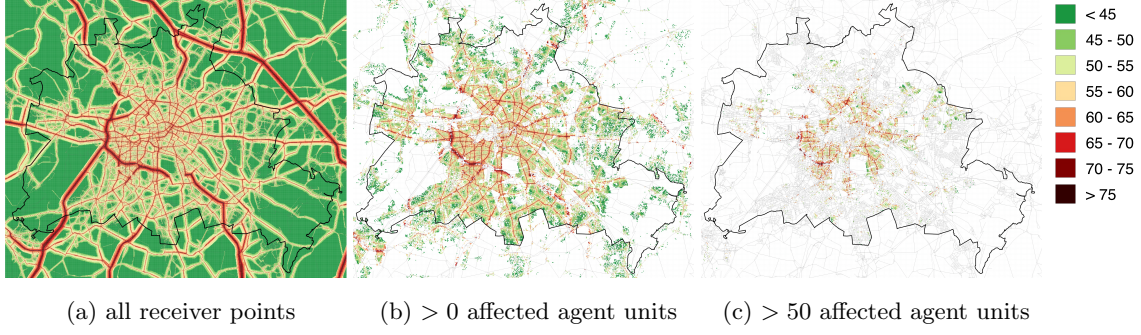 < 45
45 - 50
50 - 55
55 - 60
60 - 65
65 - 70
70 - 75
> 75
(a) all receiver points
(b) > 0 affected agent units
(c) > 50 affected agent units